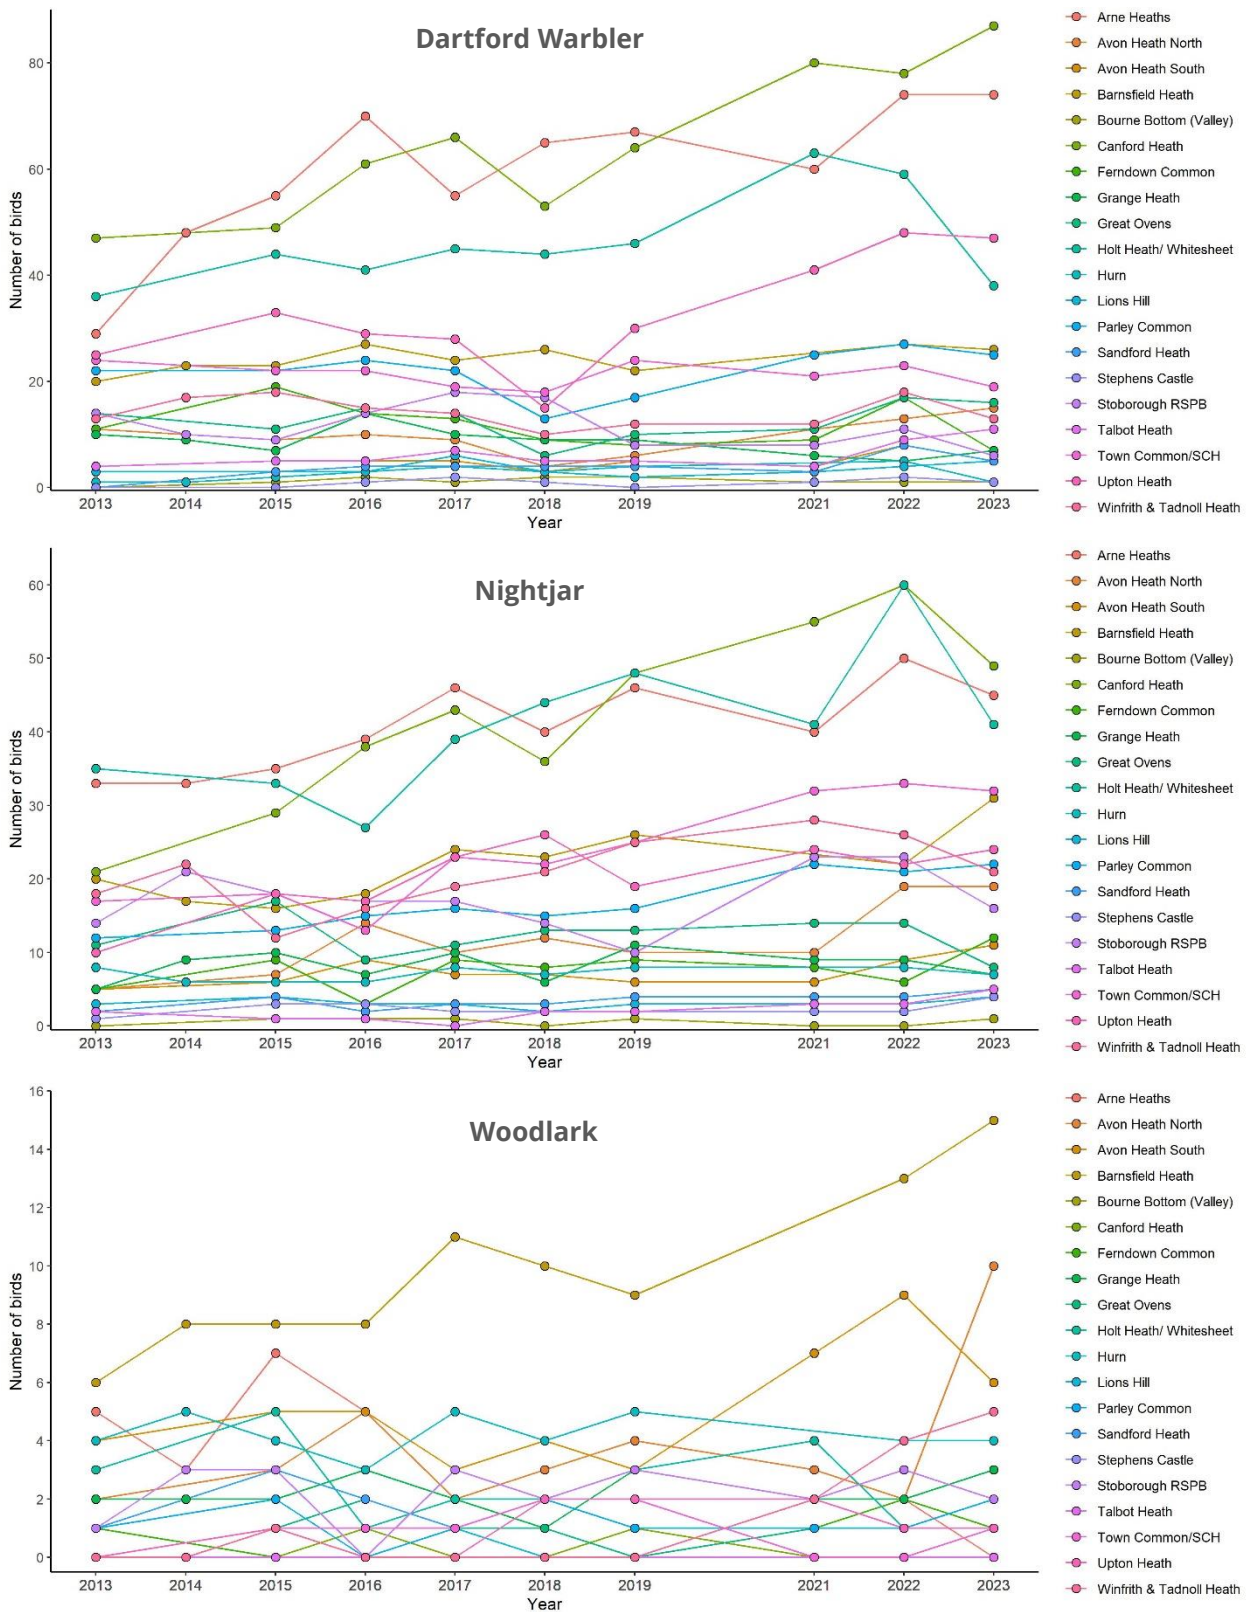 Dartford Warbler
Number of birds
80
60
40
20
0
2013 2014 2015 2016 2017 2018 2019 2021 2022 2023
Year
Arne Heaths
Avon Heath North
Avon Heath South
Barnsfield Heath
Bourne Bottom (Valley)
Canford Heath
Ferndown Common
Grange Heath
Great Ovens
Holt Heath/ Whitesheet
Hurn
Lions Hill
Parley Common
Sandford Heath
Stephens Castle
Stoborough RSPB
Talbot Heath
Town Common/SCH
Upton Heath
Winfrith & Tadnoll Heath
Nightjar
Number of birds
60
50
40
30
20
10
0
2013 2014 2015 2016 2017 2018 2019 2021 2022 2023
Year
Arne Heaths
Avon Heath North
Avon Heath South
Barnsfield Heath
Bourne Bottom (Valley)
Canford Heath
Ferndown Common
Grange Heath
Great Ovens
Holt Heath/ Whitesheet
Hurn
Lions Hill
Parley Common
Sandford Heath
Stephens Castle
Stoborough RSPB
Talbot Heath
Town Common/SCH
Upton Heath
Winfrith & Tadnoll Heath
Woodlark
Number of birds
16
14
12
10
8
6
4
2
0
2013 2014 2015 2016 2017 2018 2019 2021 2022 2023
Year
Arne Heaths
Avon Heath North
Avon Heath South
Barnsfield Heath
Bourne Bottom (Valley)
Canford Heath
Ferndown Common
Grange Heath
Great Ovens
Holt Heath/ Whitesheet
Hurn
Lions Hill
Parley Common
Sandford Heath
Stephens Castle
Stoborough RSPB
Talbot Heath
Town Common/SCH
Upton Heath
Winfrith & Tadnoll Heath